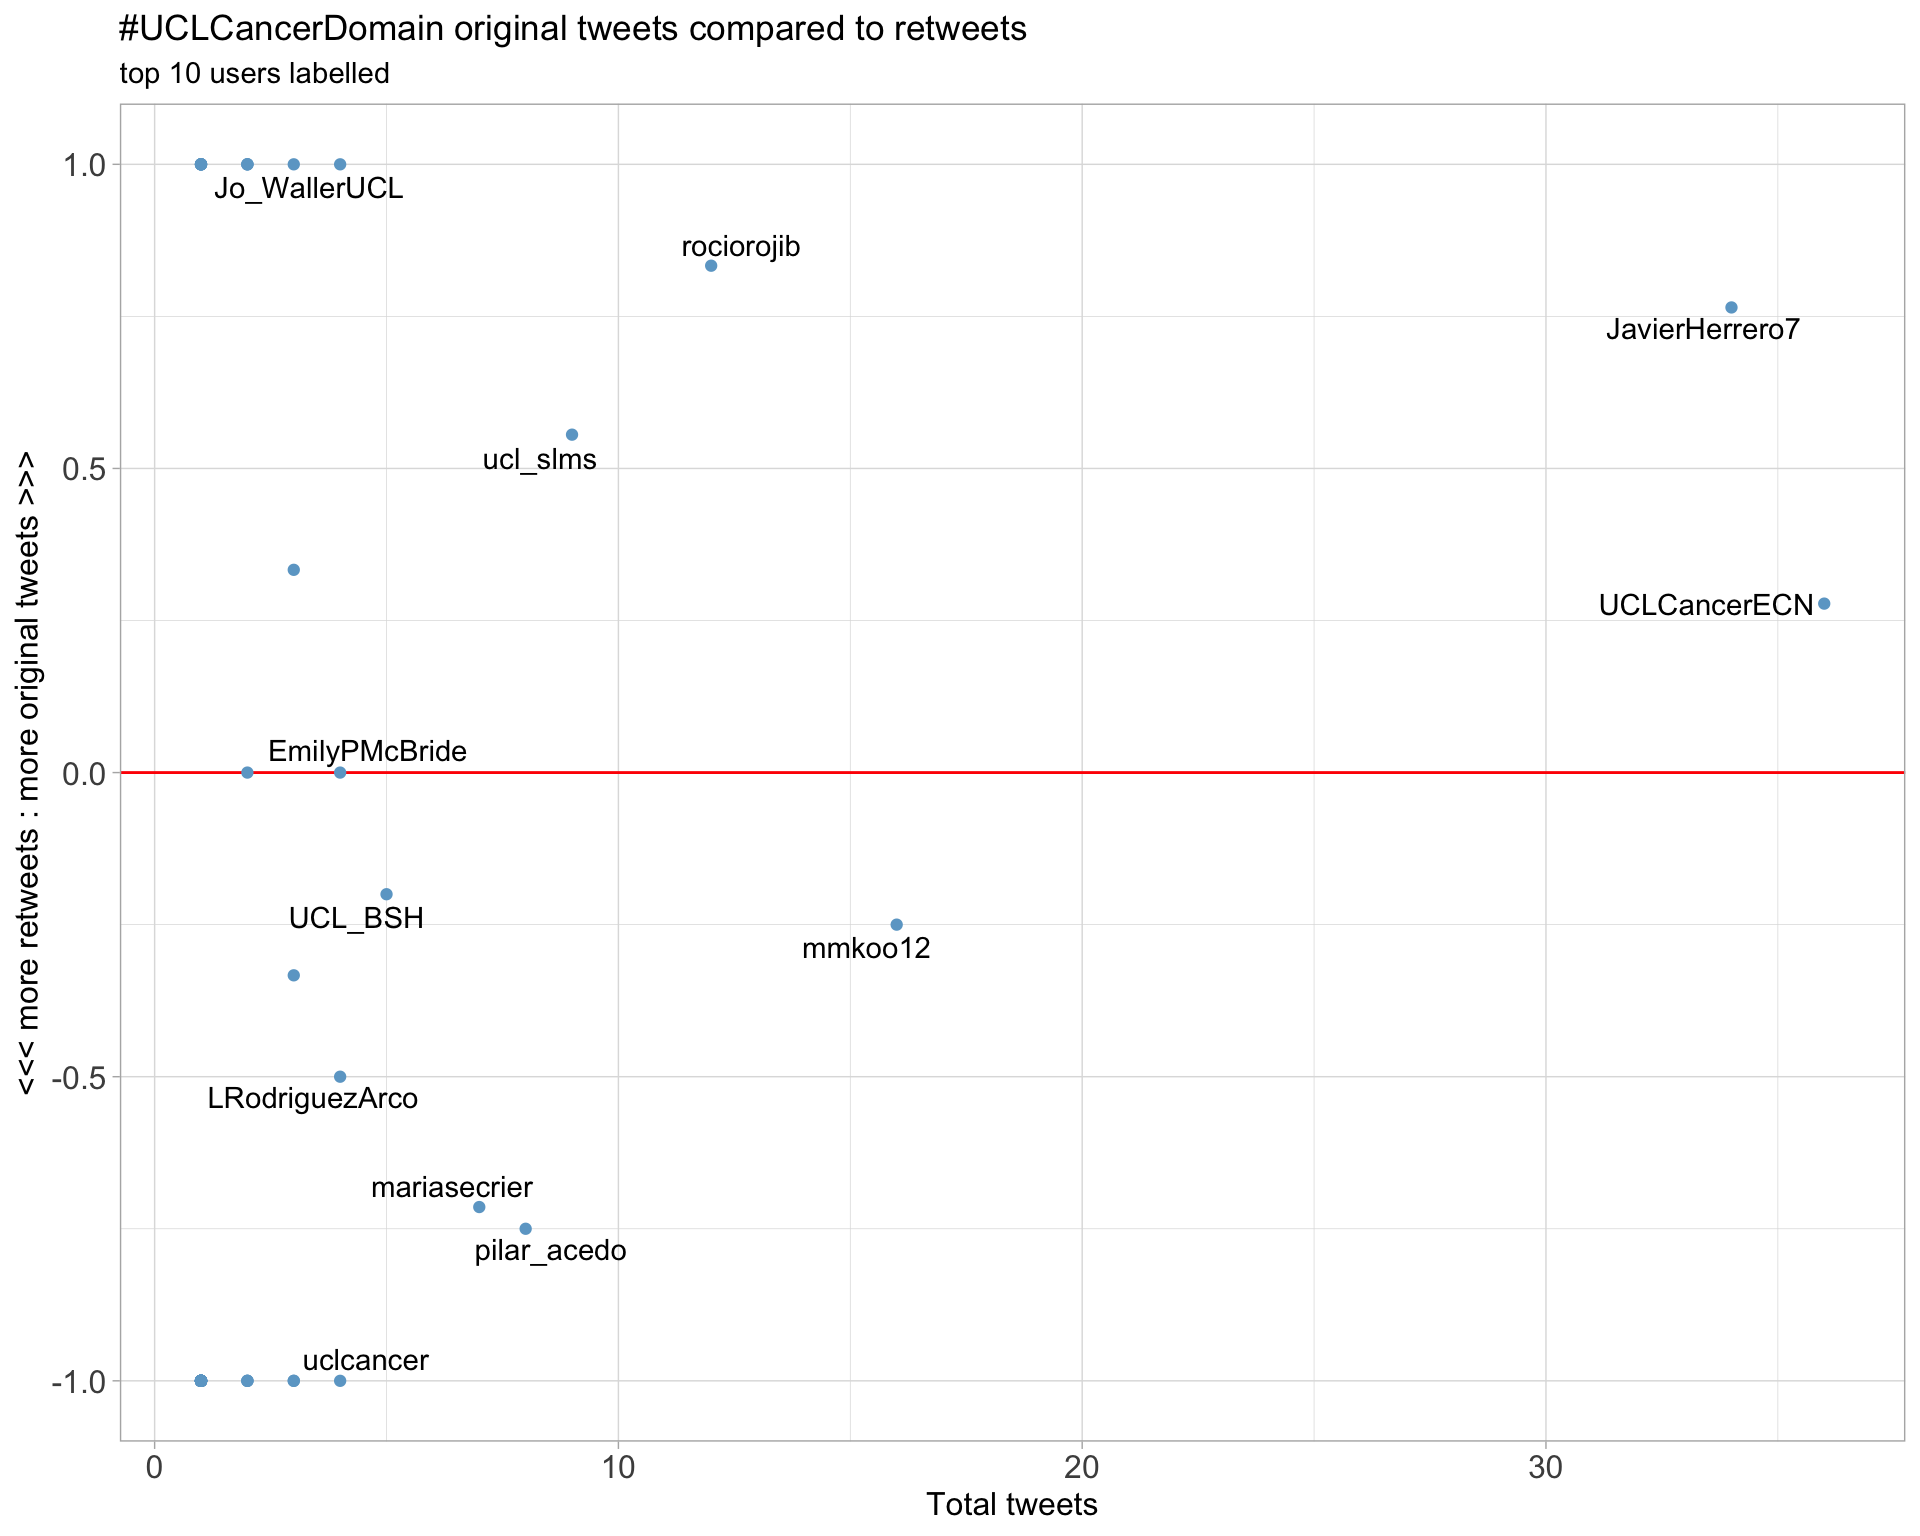 #UCLCancerDomain original tweets compared to retweets
top 10 users labelled
<<< more retweets : more original tweets >>>
1.0
0.5
0.0
-0.5
-1.0
Jo_WallerUCL
rociorojib
JavierHerrero7
ucl_slms
UCLCancerECN
EmilyPMcBride
UCL_BSH
mmkoo12
LRodriguezArco
mariasecrier
pilar_acedo
uclcancer
0 10 20 30
Total tweets